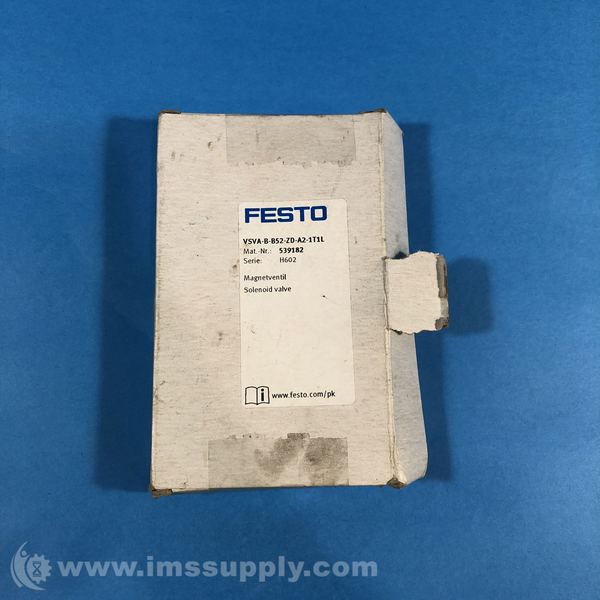 FESTO
VSVA-B-B52-ZD-A2-1T1L
Mat.-Nr.: 539182
Serie: H602
Magnetventil
Solenoid valve
i www.festo.com/pk
www.imssupply.com